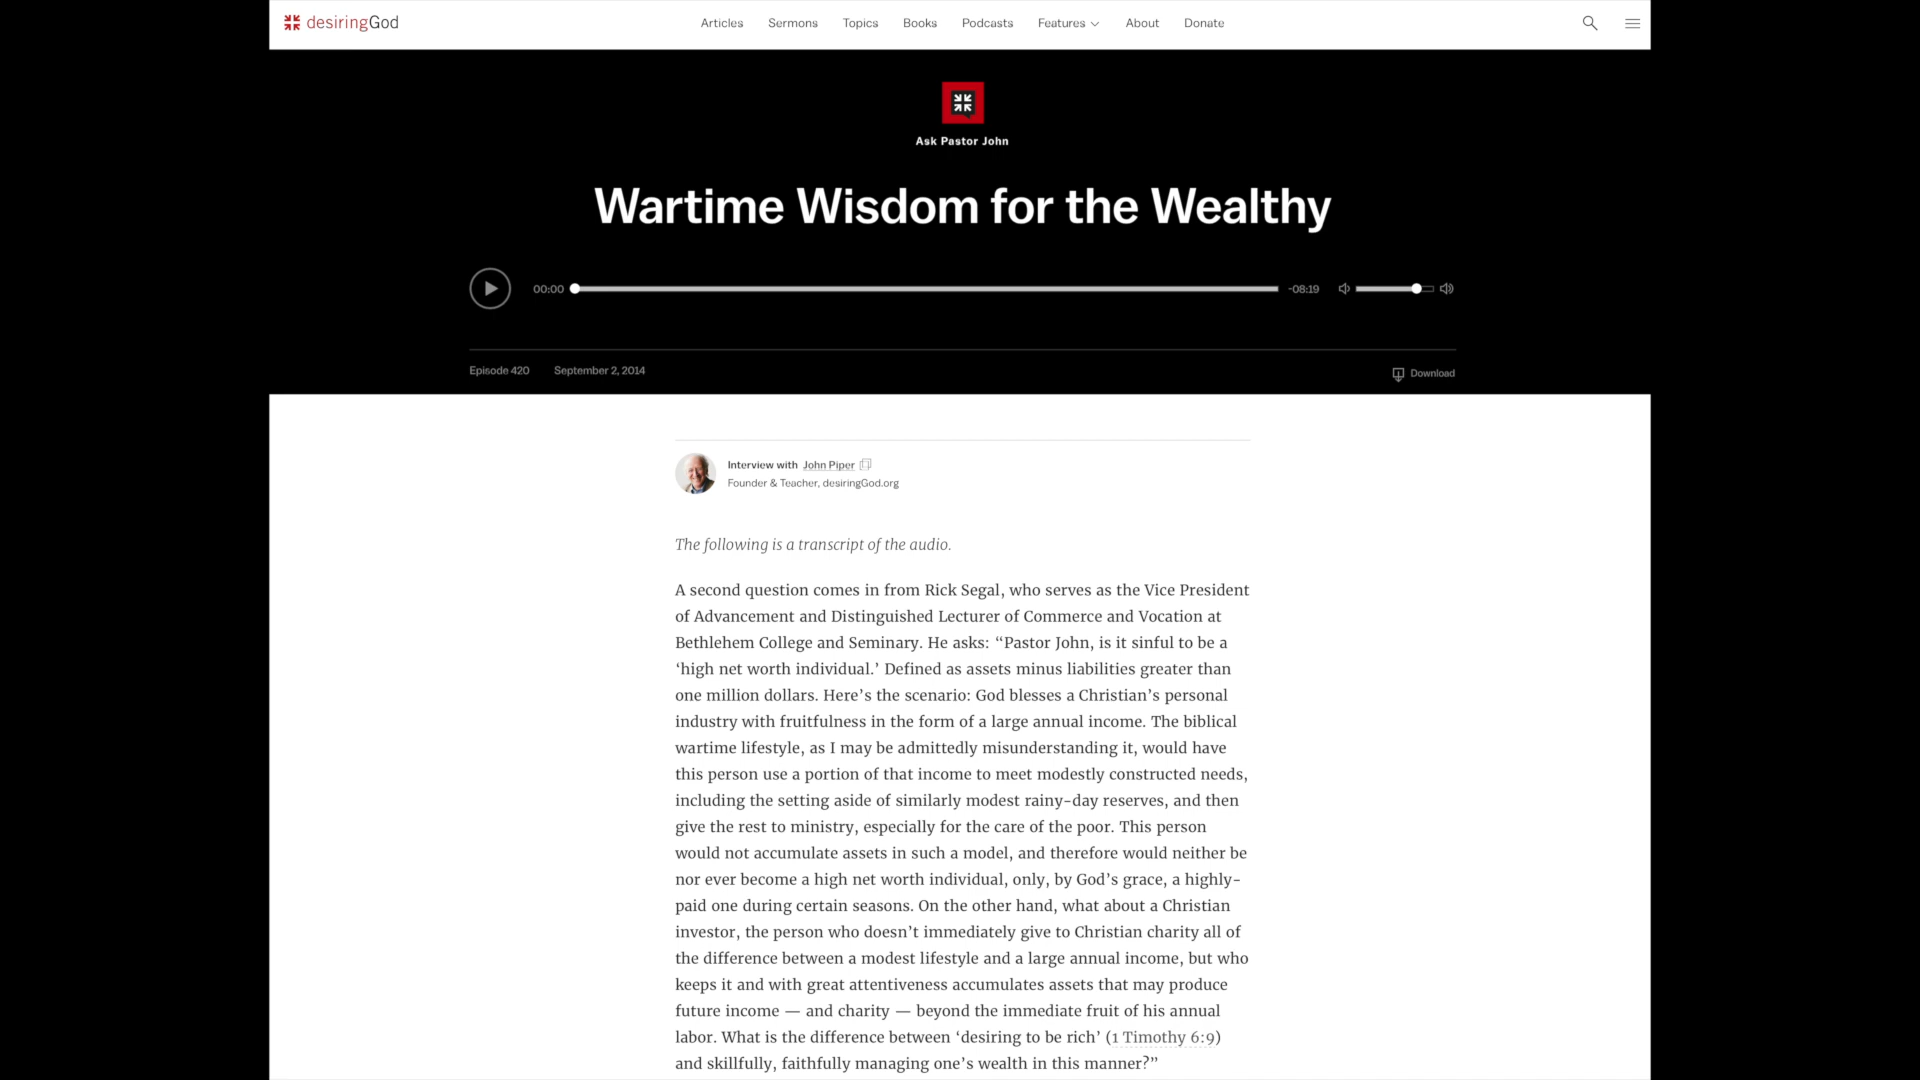 desiringGod
Articles Sermons Topics Books Podcasts Features About Donate
Ask Pastor John
Wartime Wisdom for the Wealthy
00:00 -08:19
Episode 420 September 2, 2014 Download
Interview with John Piper
Founder & Teacher, desiringGod.org
The following is a transcript of the audio.
A second question comes in from Rick Segal, who serves as the Vice President
of Advancement and Distinguished Lecturer of Commerce and Vocation at
Bethlehem College and Seminary. He asks: “Pastor John, is it sinful to be a
‘high net worth individual.’ Defined as assets minus liabilities greater than
one million dollars. Here’s the scenario: God blesses a Christian’s personal
industry with fruitfulness in the form of a large annual income. The biblical
wartime lifestyle, as I may be admittedly misunderstanding it, would have
this person use a portion of that income to meet modestly constructed needs,
including the setting aside of similarly modest rainy-day reserves, and then
give the rest to ministry, especially for the care of the poor. This person
would not accumulate assets in such a model, and therefore would neither be
nor ever become a high net worth individual, only, by God’s grace, a highly-
paid one during certain seasons. On the other hand, what about a Christian
investor, the person who doesn’t immediately give to Christian charity all of
the difference between a modest lifestyle and a large annual income, but who
keeps it and with great attentiveness accumulates assets that may produce
future income — and charity — beyond the immediate fruit of his annual
labor. What is the difference between ‘desiring to be rich’ (1 Timothy 6:9)
and skillfully, faithfully managing one’s wealth in this manner?”